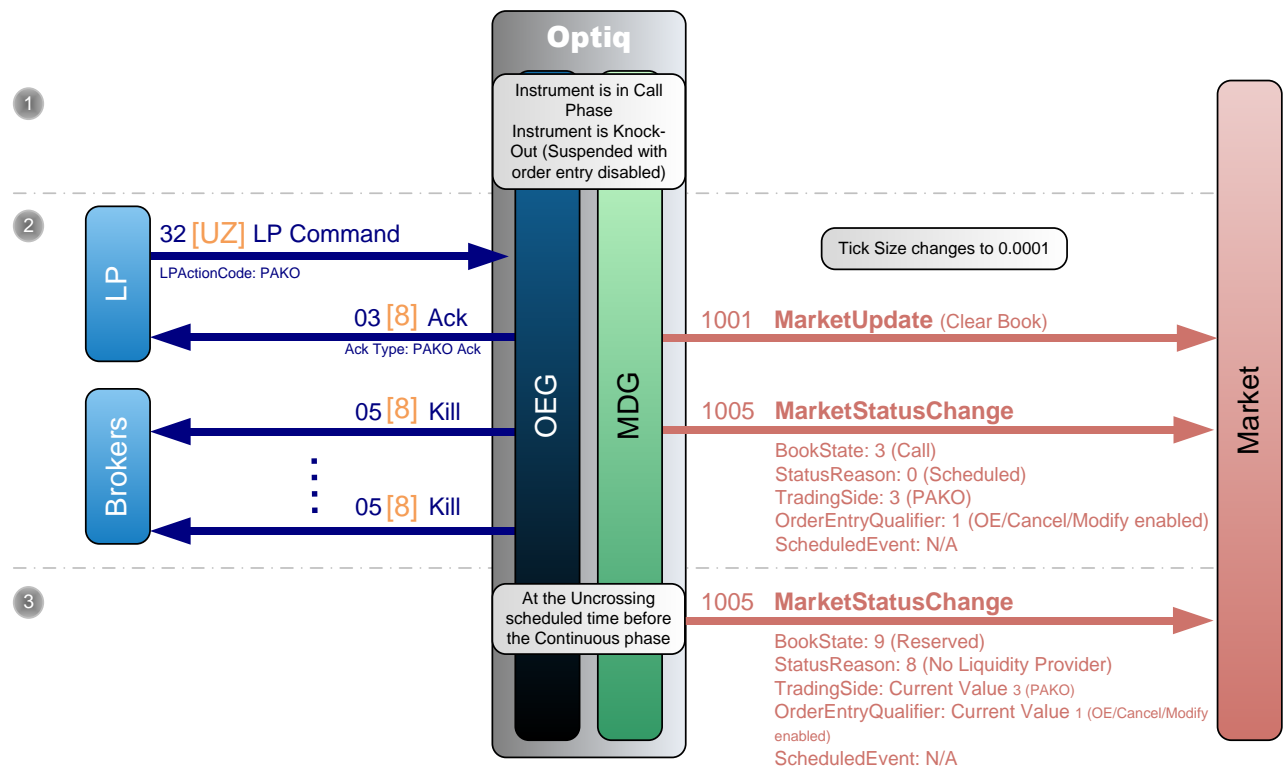 Optiq
1
Instrument is in Call
Phase
Instrument is Knock-
Out (Suspended with
order entry disabled)
2
LP
32 [UZ] LP Command
LPActionCode: PAKO
Tick Size changes to 0.0001
03 [8] Ack
Ack Type: PAKO Ack
1001 MarketUpdate (Clear Book)
OEG
MDG
Market
Brokers
05 [8] Kill
05 [8] Kill
1005 MarketStatusChange
BookState: 3 (Call)
StatusReason: 0 (Scheduled)
TradingSide: 3 (PAKO)
OrderEntryQualifier: 1 (OE/Cancel/Modify enabled)
ScheduledEvent: N/A
3
At the Uncrossing
scheduled time before
the Continuous phase
1005 MarketStatusChange
BookState: 9 (Reserved)
StatusReason: 8 (No Liquidity Provider)
TradingSide: Current Value 3 (PAKO)
OrderEntryQualifier: Current Value 1 (OE/Cancel/Modify
enabled)
ScheduledEvent: N/A